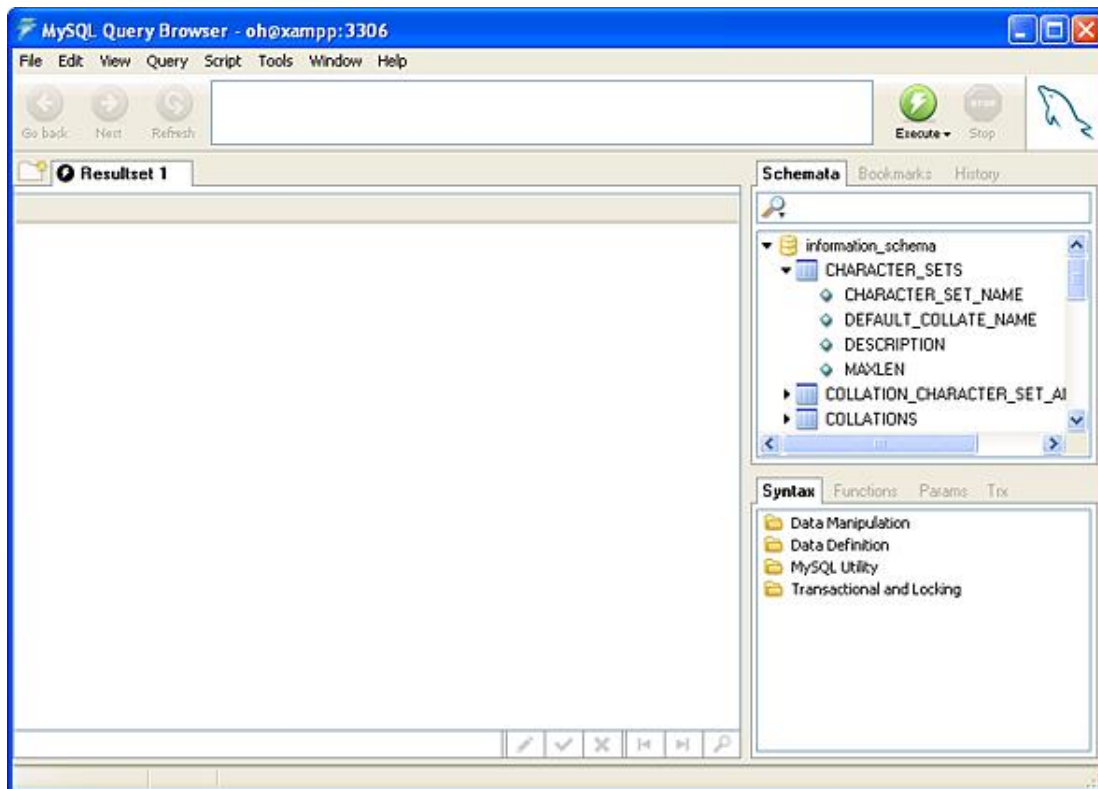 MySQL Query Browser - oh@xampp:3306
File Edit View Query Script Tools Window Help
Go back Next Refresh Execute Stop
STOP
Resultset 1
Schemata Bookmarks History
information_schema
CHARACTER_SETS
CHARACTER_SET_NAME
DEFAULT_COLLATE_NAME
DESCRIPTION
MAXLEN
COLLATION_CHARACTER_SET_A
COLLATIONS
Syntax Functions Params Trx
Data Manipulation
Data Definition
MySQL Utility
Transactional and Locking